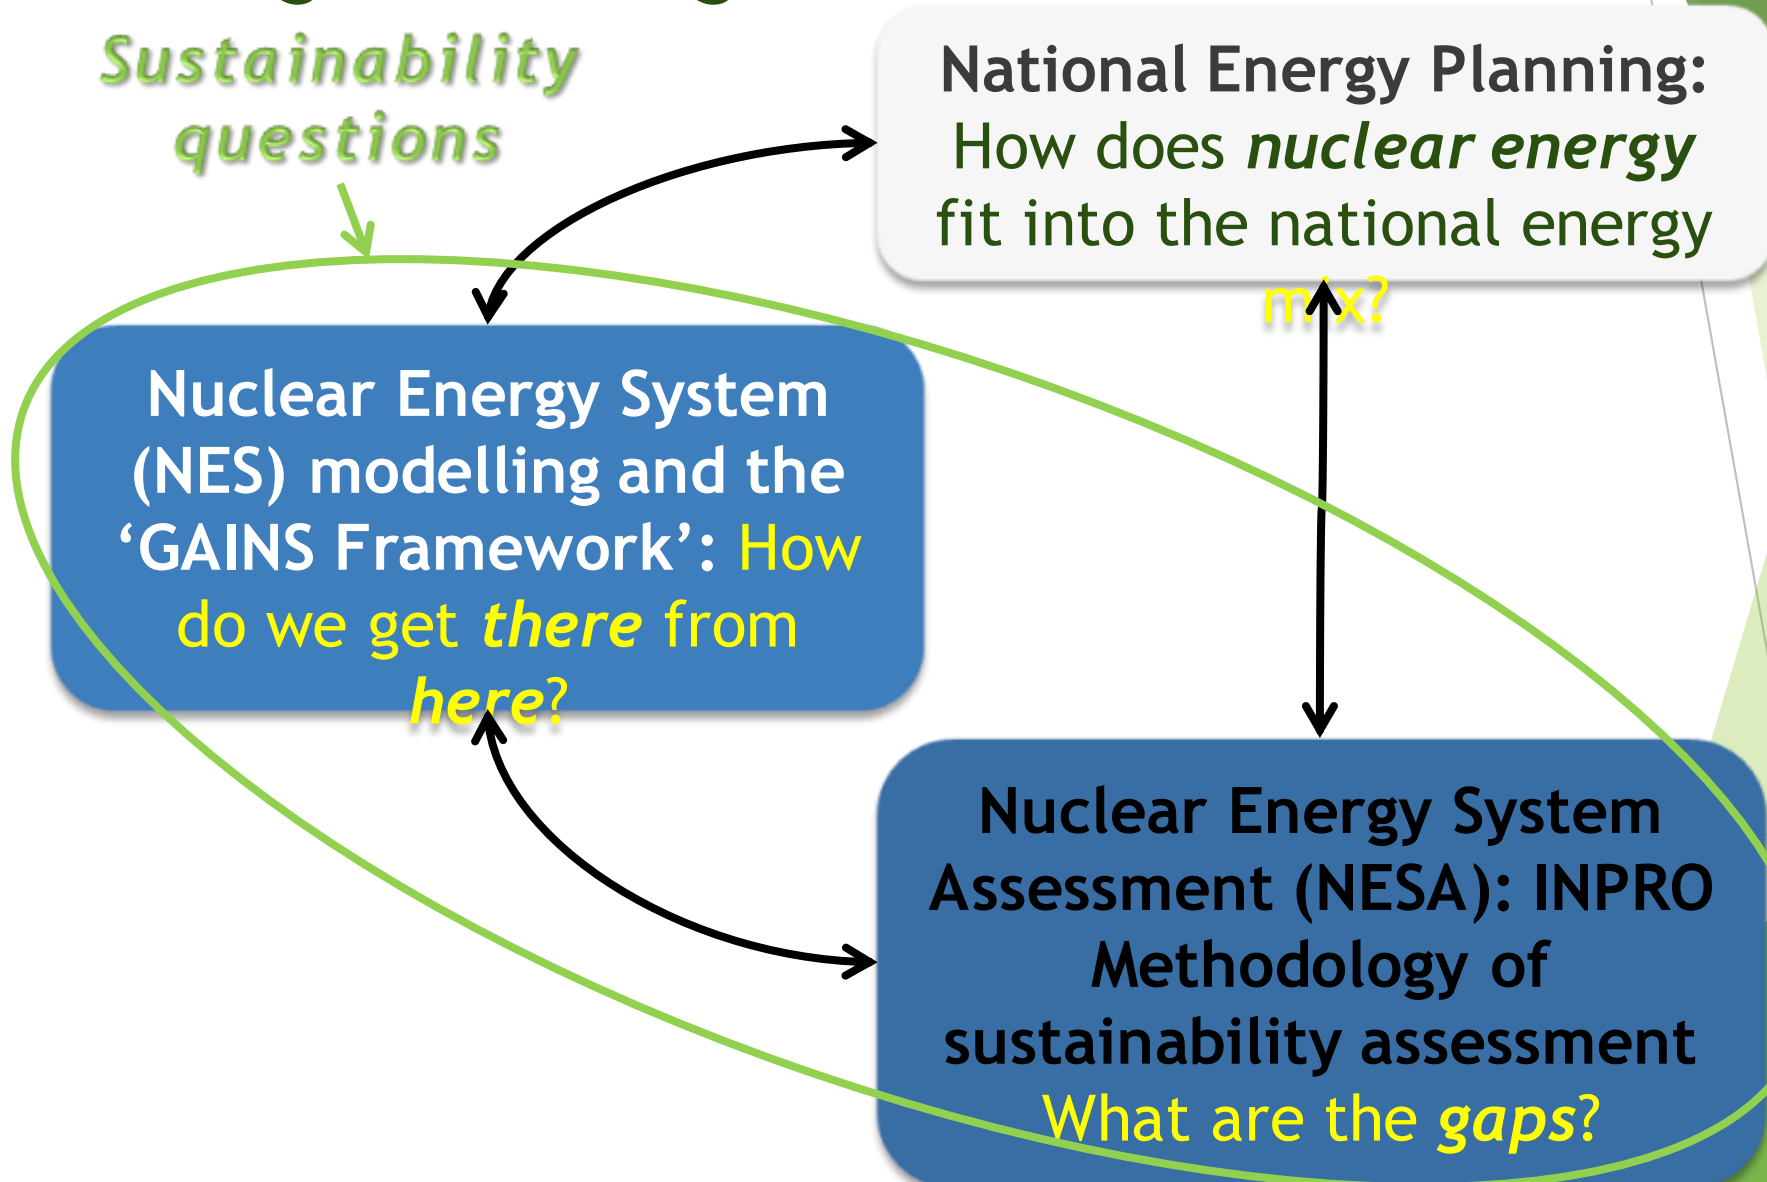 Sustainability
questions
National Energy Planning:
How does nuclear energy
fit into the national energy
mix?
Nuclear Energy System
(NES) modelling and the
‘GAINS Framework’: How
do we get there from
here?
Nuclear Energy System
Assessment (NESA): INPRO
Methodology of
sustainability assessment
What are the gaps?